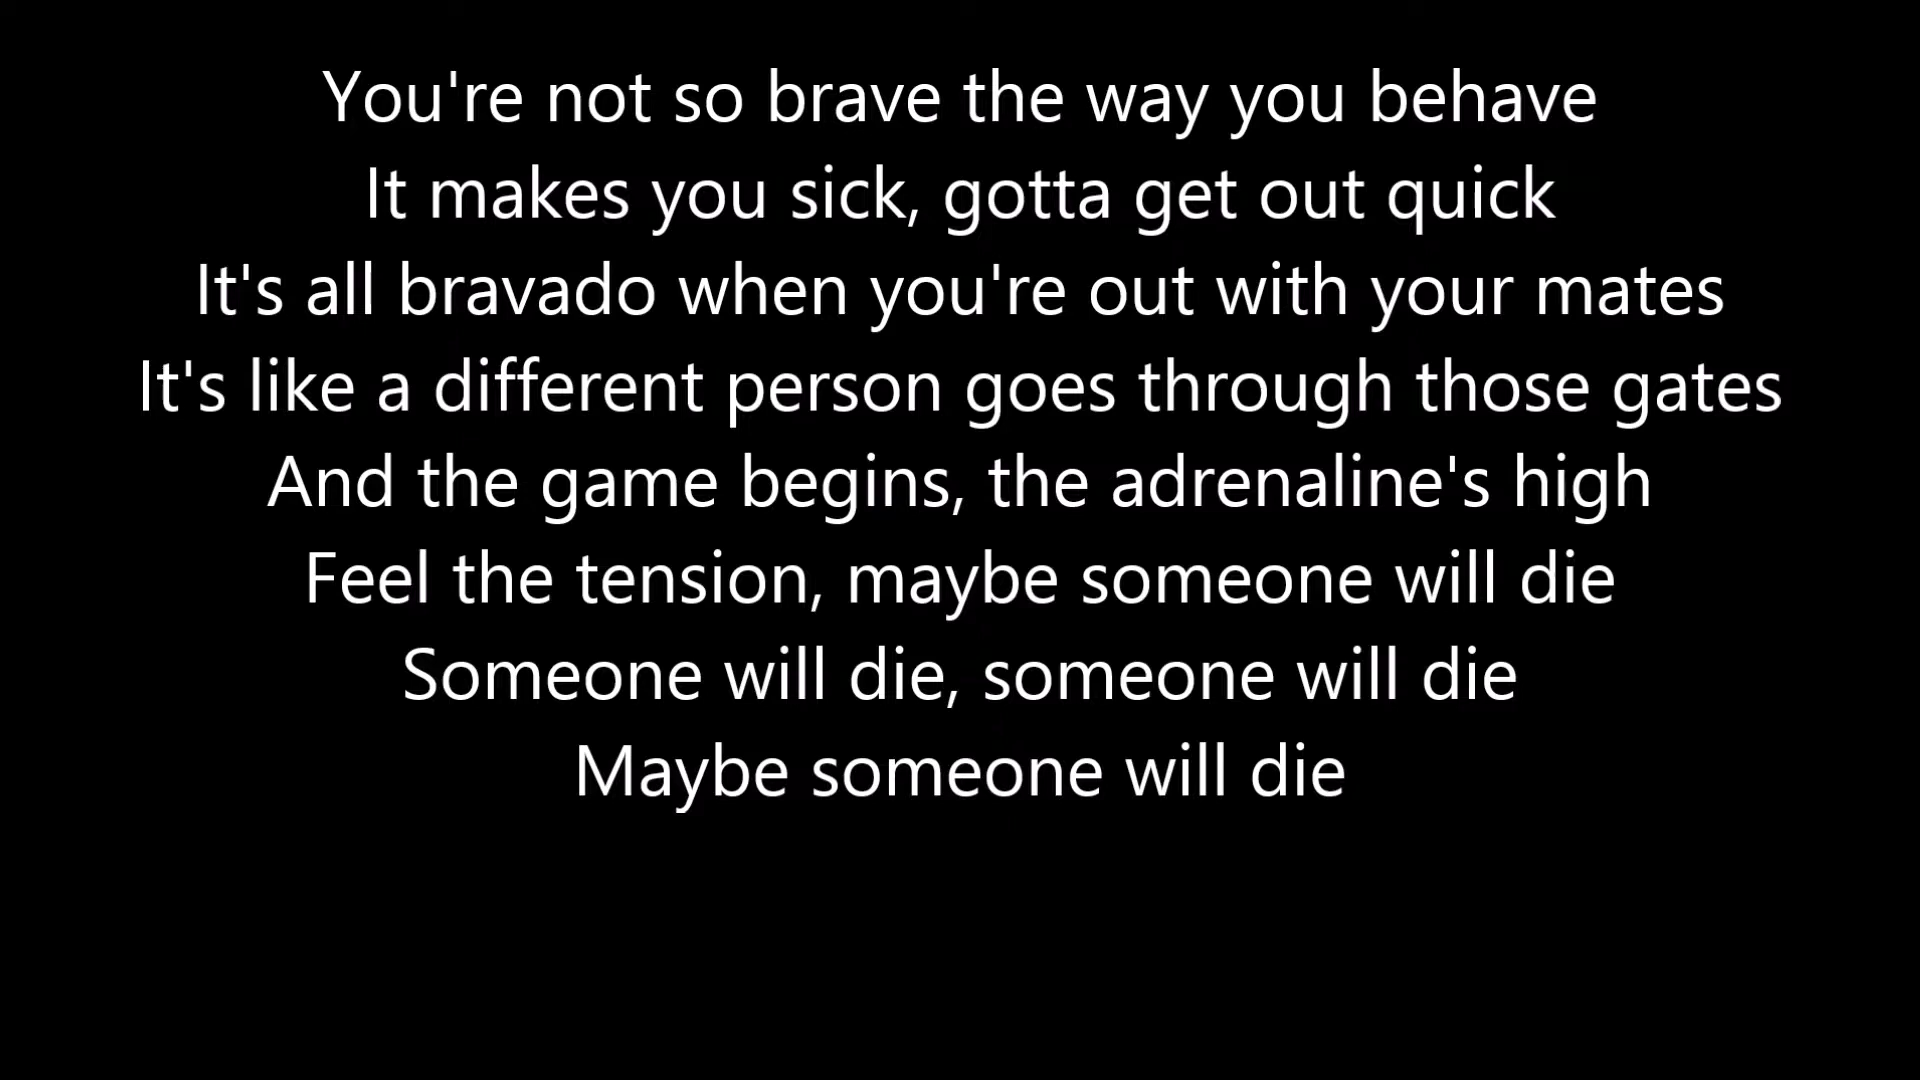 You're not so brave the way you behave
It makes you sick, gotta get out quick
It's all bravado when you're out with your mates
It's like a different person goes through those gates
And the game begins, the adrenaline's high
Feel the tension, maybe someone will die
Someone will die, someone will die
Maybe someone will die